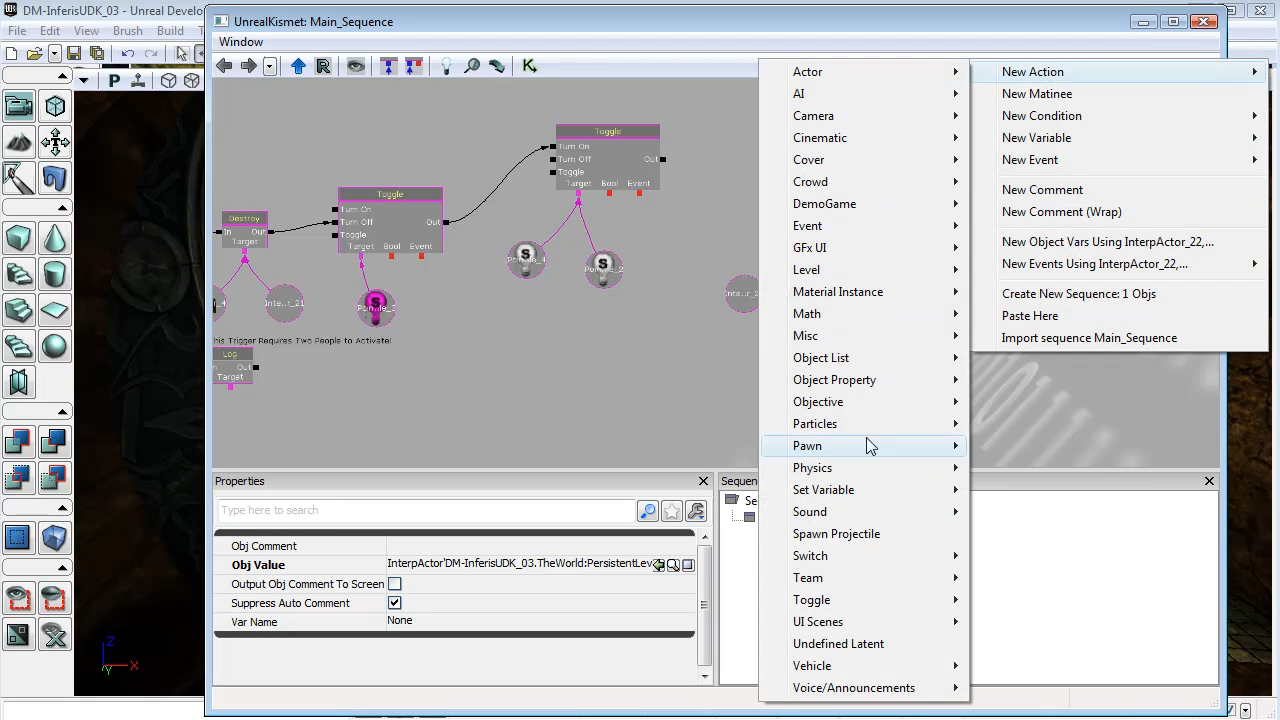 DM-InferisUDK_03 - Unreal Develo
UnrealKismet: Main_Sequence
File Edit View Brush Build
Window
P
R
K
Actor
AI
Camera
Cinematic
Cover
Crowd
DemoGame
Event
GFx UI
Level
Material Instance
Math
Misc
Object List
Object Property
Objective
Particles
Pawn
Physics
Set Variable
Sound
Spawn Projectile
Switch
Team
Toggle
UI Scenes
Undefined Latent
Vehicle
Voice/Announcements
New Action
New Matinee
New Condition
New Variable
New Event
New Comment
New Comment (Wrap)
New Object Vars Using InterpActor_22,...
New Events Using InterpActor_22,...
Create New Sequence: 1 Objs
Paste Here
Import sequence Main_Sequence
Toggle
Turn On
Turn Off Out
Toggle
Target Bool Event
Toggle
Turn On
Turn Off Out
Toggle
Target Bool Event
Destroy
In Out
Target
S
S
S
Inte...r_21
his Trigger Requires Two People to Activate!
Log
n Out
Target
Properties
Type here to search
Obj Comment
Obj Value InterpActor'DM-InferisUDK_03.TheWorld:PersistentLev
Output Obj Comment To Screen
Suppress Auto Comment
Var Name None
Sequen
Se
Z
X
Y